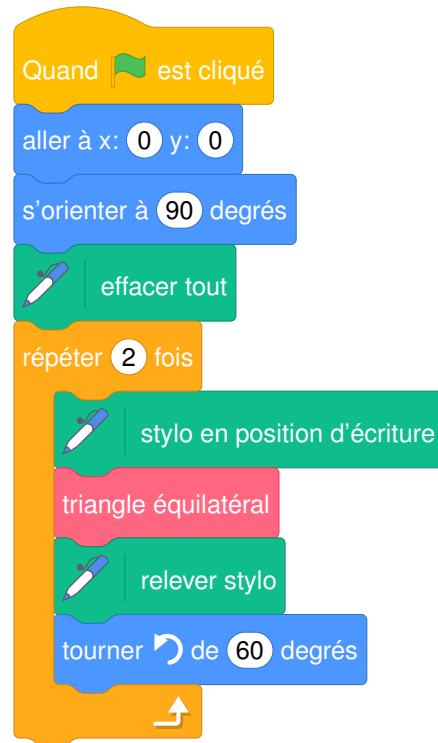 Quand est cliqué
aller à x: 0 y: 0
s'orienter à 90 degrés
effacer tout
répéter 2 fois
stylo en position d'écriture
triangle équilatéral
relever stylo
tourner de 60 degrés